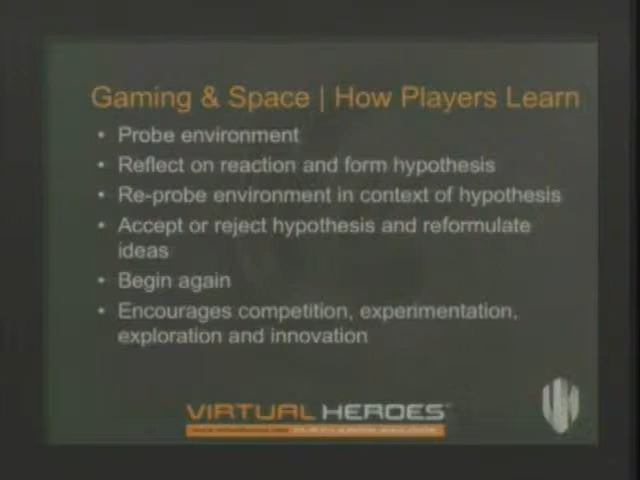 Gaming & Space | How Players Learn
• Probe environment
• Reflect on reaction and form hypothesis
• Re-probe environment in context of hypothesis
• Accept or reject hypothesis and reformulate
ideas
• Begin again
• Encourages competition, experimentation,
exploration and innovation
VIRTUAL HEROES